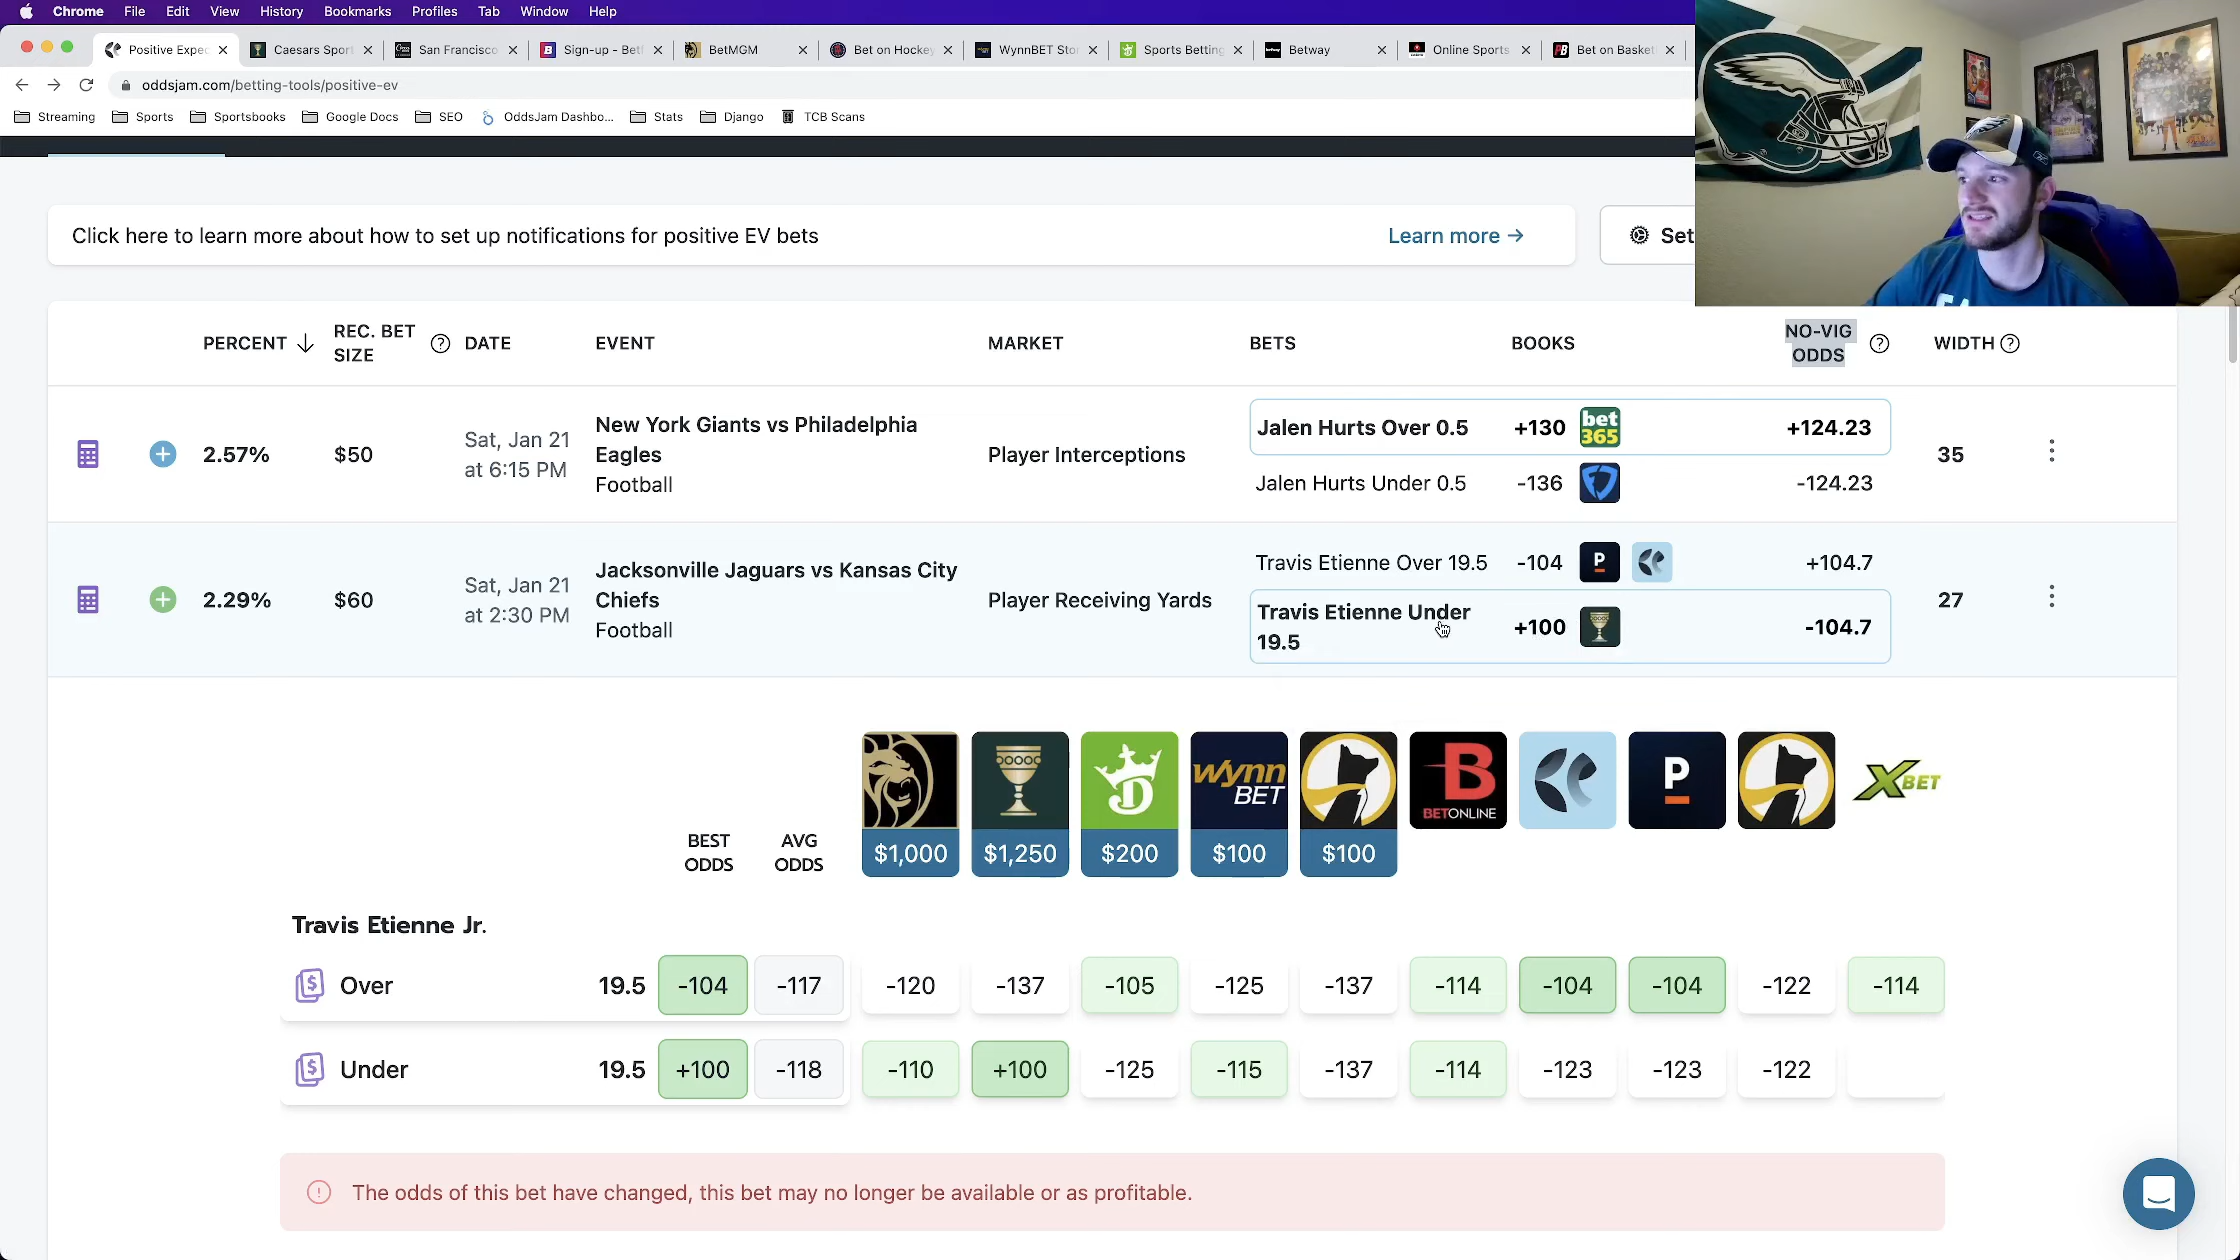 Chrome File Edit View History Bookmarks Profiles Tab Window Help
Positive Expec Caesars Sport San Francisco Sign-up - Bet BetMGM Bet on Hockey WynnBET Sto Sports Betting Betway Online Sports Bet on Basket
oddsjam.com/betting-tools/positive-ev
Streaming Sports Sportsbooks Google Docs SEO OddsJam Dashbo... Stats Django TCB Scans
Click here to learn more about how to set up notifications for positive EV bets
Learn more →
Set
PERCENT
REC. BET
SIZE
DATE
EVENT
MARKET
BETS
BOOKS
NO-VIG
ODDS
WIDTH
2.57%
$50
Sat, Jan 21
at 6:15 PM
New York Giants vs Philadelphia
Eagles
Football
Player Interceptions
Jalen Hurts Over 0.5 +130 bet
365 +124.23
Jalen Hurts Under 0.5 -136 -124.23
35
2.29%
$60
Sat, Jan 21
at 2:30 PM
Jacksonville Jaguars vs Kansas City
Chiefs
Football
Player Receiving Yards
Travis Etienne Over 19.5 -104 P +104.7
Travis Etienne Under
19.5
+100 -104.7
27
BEST
ODDS
AVG
ODDS
$1,000
$1,250
$200
Wynn
BET
$100
$100
B
BETONLINE
P
XBET
Travis Etienne Jr.
Over 19.5 -104 -117 -120 -137 -105 -125 -137 -114 -104 -104 -122 -114
Under 19.5 +100 -118 -110 +100 -125 -115 -137 -114 -123 -123 -122
The odds of this bet have changed, this bet may no longer be available or as profitable.